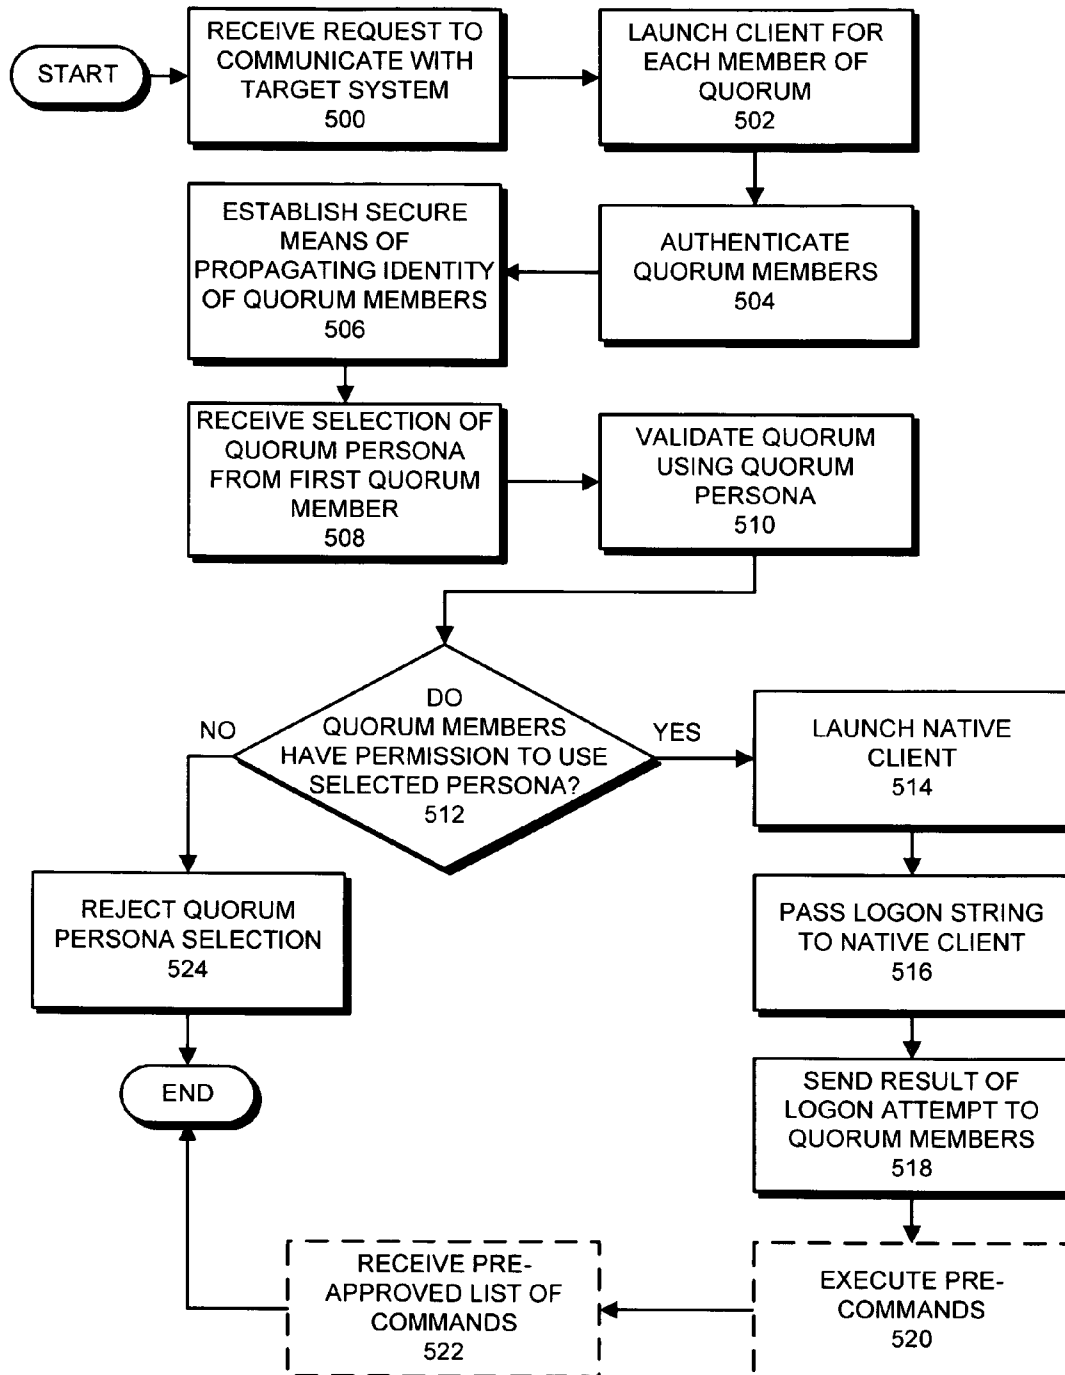 START
RECEIVE REQUEST TO
COMMUNICATE WITH
TARGET SYSTEM
500
LAUNCH CLIENT FOR
EACH MEMBER OF
QUORUM
502
AUTHENTICATE
QUORUM MEMBERS
504
ESTABLISH SECURE
MEANS OF
PROPAGATING IDENTITY
OF QUORUM MEMBERS
506
RECEIVE SELECTION OF
QUORUM PERSONA
FROM FIRST QUORUM
MEMBER
508
VALIDATE QUORUM
USING QUORUM
PERSONA
510
DO
QUORUM MEMBERS
HAVE PERMISSION TO USE
SELECTED PERSONA?
512
NO
YES
LAUNCH NATIVE
CLIENT
514
PASS LOGON STRING
TO NATIVE CLIENT
516
SEND RESULT OF
LOGON ATTEMPT TO
QUORUM MEMBERS
518
EXECUTE PRE-
COMMANDS
520
RECEIVE PRE-
APPROVED LIST OF
COMMANDS
522
REJECT QUORUM
PERSONA SELECTION
524
END